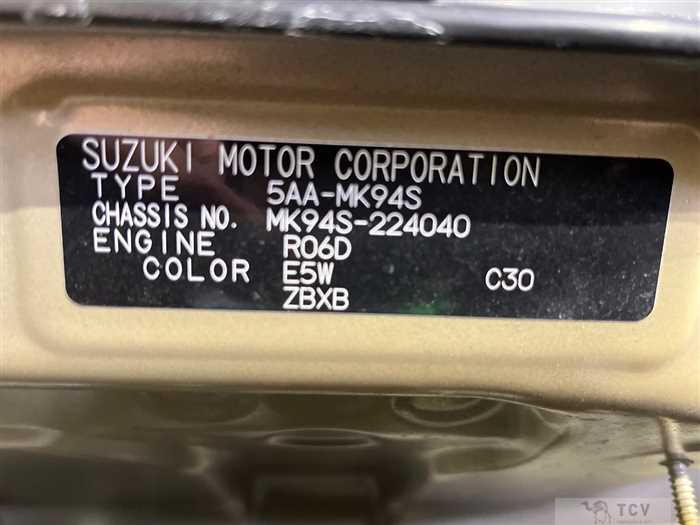 SUZUKI MOTOR CORPORATION
TYPE 5AA-MK94S
CHASSIS NO. MK94S-224040
ENGINE R06D
COLOR E5W C30
ZBXB
TCV